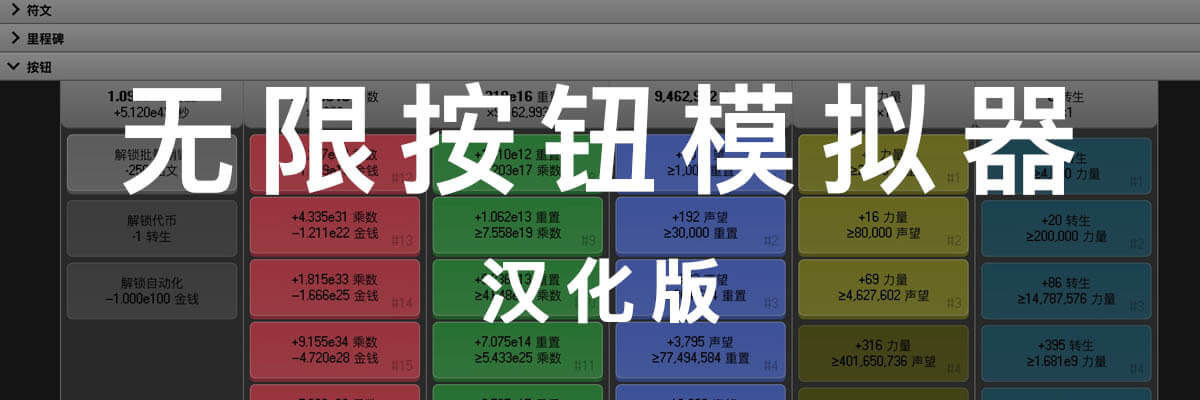 符文
里程碑
按钮
+5.120e4
9,462,9
无限按钮模拟器
解锁代币
-1 转生
解锁自动化
−1.000e100 金钱
+4.335e31 乘数
−1.211e22 金钱
#13
+1.815e33 乘数
−1.666e25 金钱
#14
+9.155e34 乘数
−4.720e28 金钱
#15
+1.062e13 重置
≥7.558e19 乘数
#9
+7.075e14 重置
≥5.433e25 乘数
#11
+192 声望
≥30,000 重置
#2
#3
+3,795 声望
≥77,494,584 重置
#4
#1
+16 力量
≥80,000 声望
#2
+69 力量
≥4,627,602 声望
#3
+316 力量
≥401,650,736 声望
#4
#1
+20 转生
≥200,000 力量
#2
+86 转生
≥14,787,576 力量
#3
+395 转生
≥1.681e9 力量
#4
汉化版